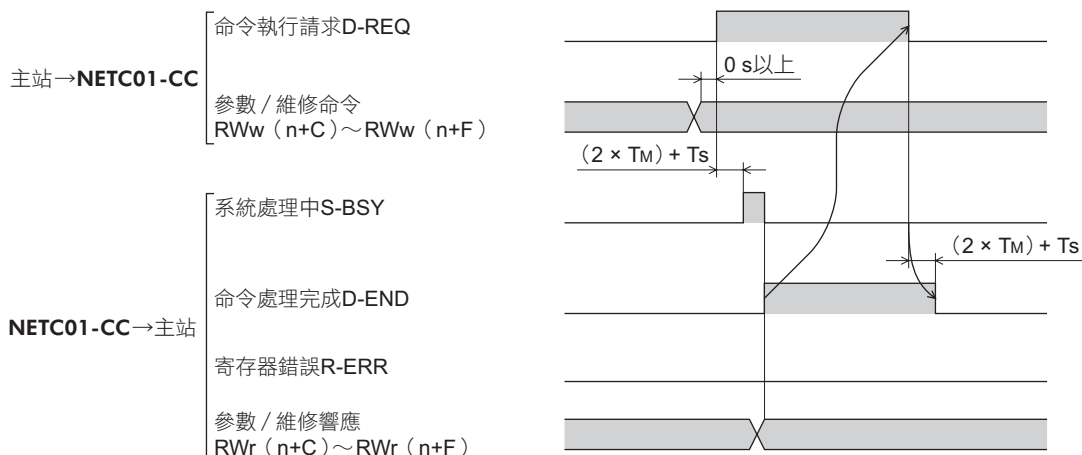 命令執行請求D-REQ
0 s以上
主站→NETC01-CC
參數 / 維修命令
RWw（n+C）～RWw（n+F）
（2 × TM）+ Ts
系統處理中S-BSY
（2 × TM）+ Ts
命令處理完成D-END
NETC01-CC→主站
寄存器錯誤R-ERR
參數 / 維修響應
RWr（n+C）～RWr（n+F）